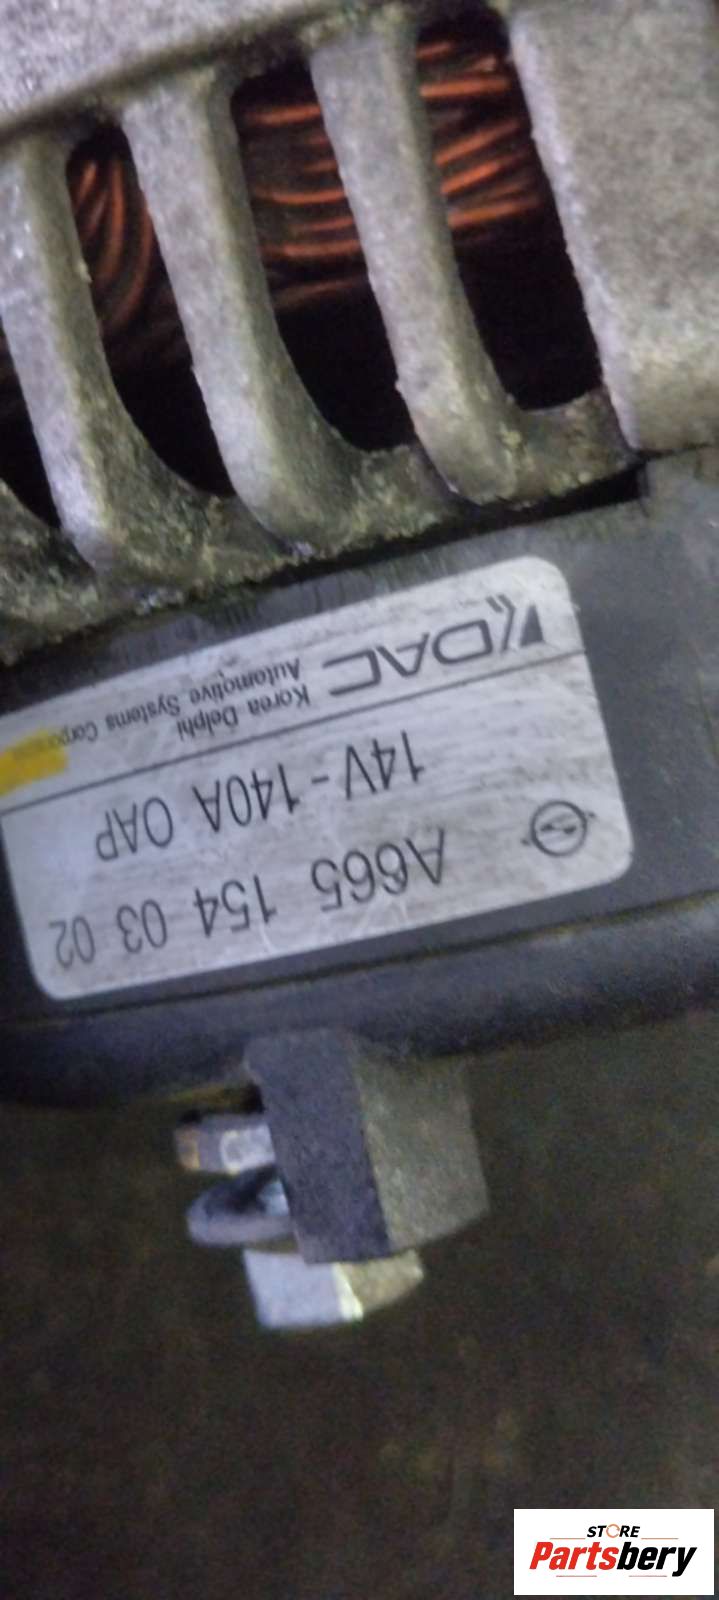 KDAC
Korea Delphi
Automotive Systems Corporation
14V-140A OAP
A665 154 03 02
STORE
Partsbery